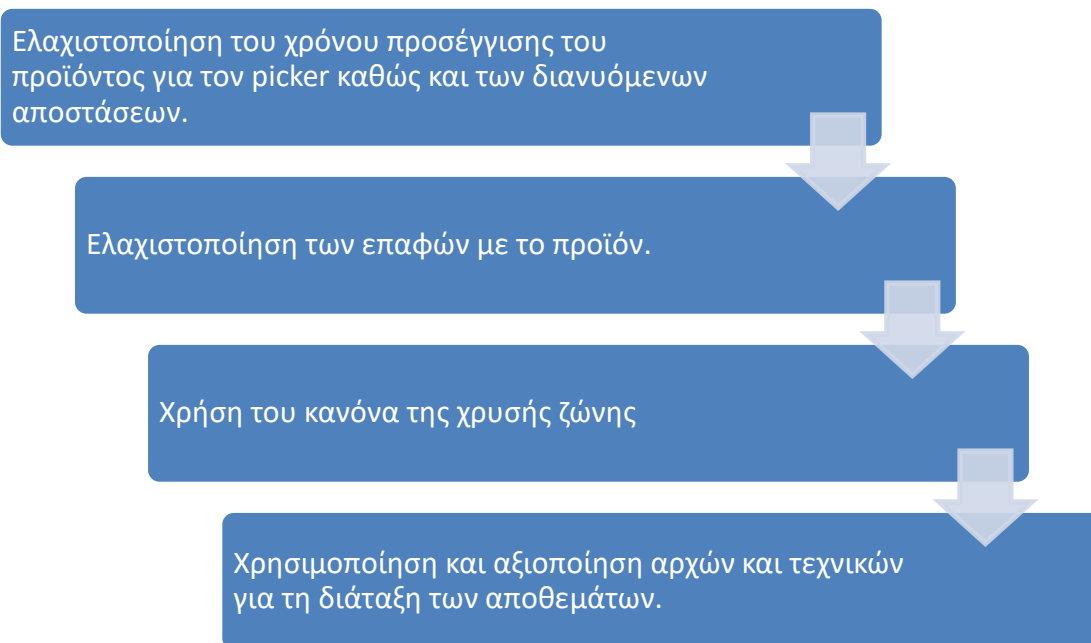 Ελαχιστοποίηση του χρόνου προσέγγισης του
προϊόντος για τον picker καθώς και των διανυόμενων
αποστάσεων.
Ελαχιστοποίηση των επαφών με το προϊόν.
Χρήση του κανόνα της χρυσής ζώνης
Χρησιμοποίηση και αξιοποίηση αρχών και τεχνικών
για τη διάταξη των αποθεμάτων.